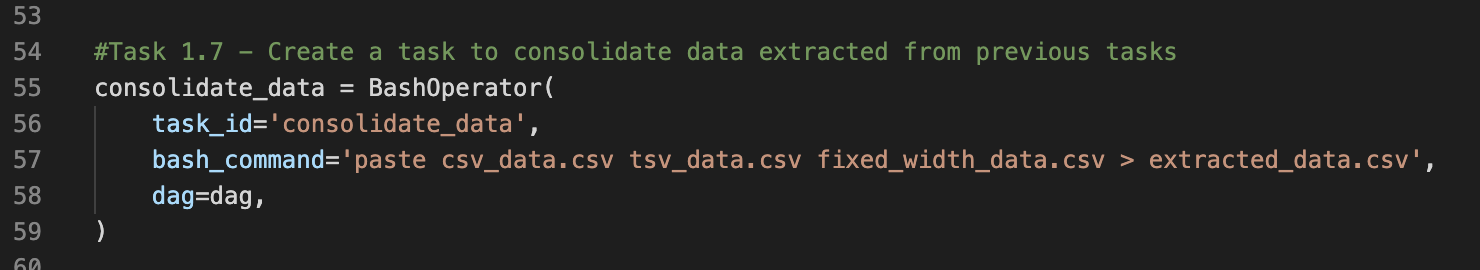 53
54 #Task 1.7 - Create a task to consolidate data extracted from previous tasks
55 consolidate_data = BashOperator(
56     task_id='consolidate_data',
57     bash_command='paste csv_data.csv tsv_data.csv fixed_width_data.csv > extracted_data.csv',
58     dag=dag,
59 )
60